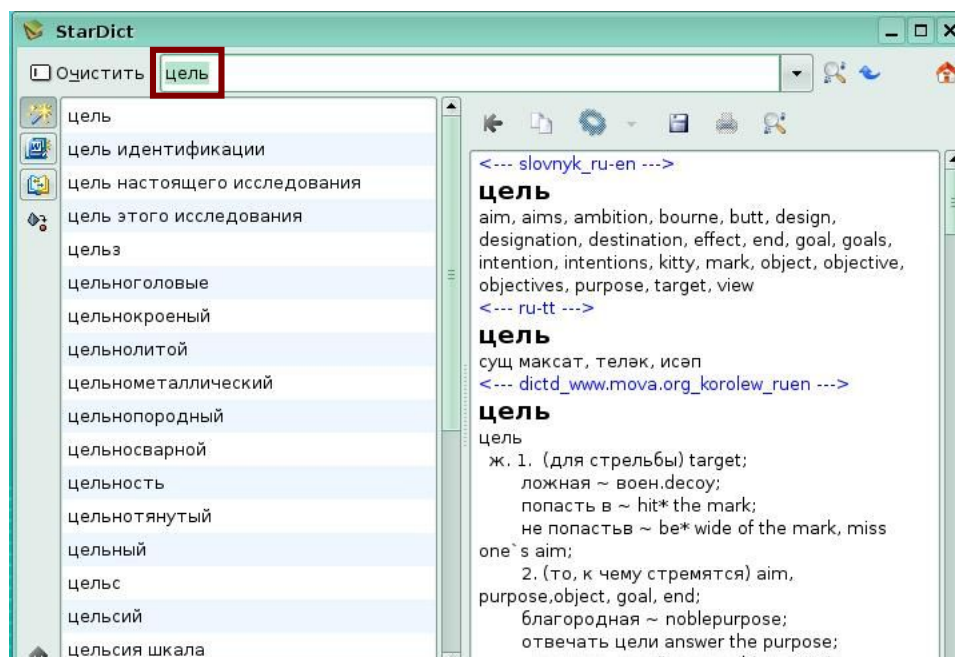 StarDict
Очистить цель
цель
цель идентификации
цель настоящего исследования
цель этого исследования
цельз
цельноголовые
цельнокроеный
цельнолитой
цельнометаллический
цельнопородный
цельносварной
цельность
цельнотянутый
цельный
цельс
цельсий
цельсия шкала
<--- slovnyk_ru-en --->
цель
aim, aims, ambition, bourne, butt, design,
designation, destination, effect, end, goal, goals,
intention, intentions, kitty, mark, object, objective,
objectives, purpose, target, view
<--- ru-tt --->
цель
сущ максат, теләк, исәп
<--- dictd_www.mova.org_korolew_ruen --->
цель
цель
ж. 1. (для стрельбы) target;
ложная ~ воен.decoy;
попасть в ~ hit* the mark;
не попастьв ~ be* wide of the mark, miss
one`s aim;
2. (то, к чему стремятся) aim,
purpose,object, goal, end;
благородная ~ noblepurpose;
отвечать цели answer the purpose;